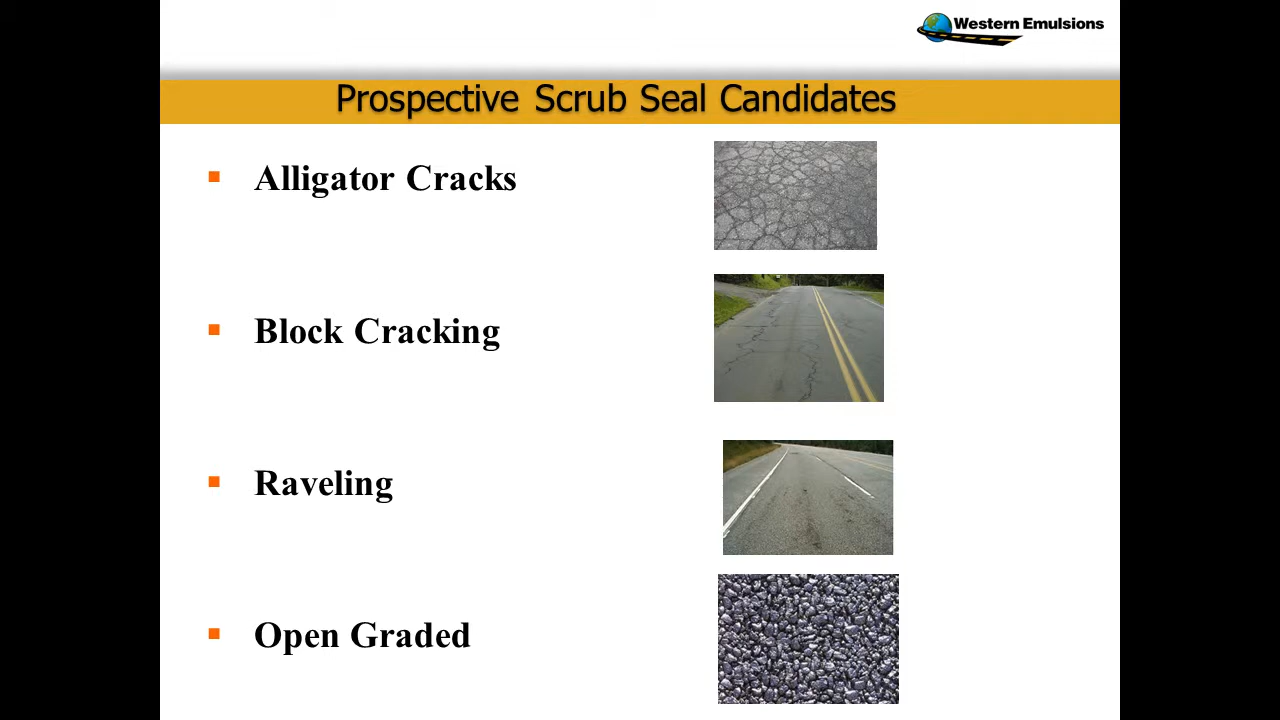 Western Emulsions
Prospective Scrub Seal Candidates
Alligator Cracks
Block Cracking
Raveling
Open Graded